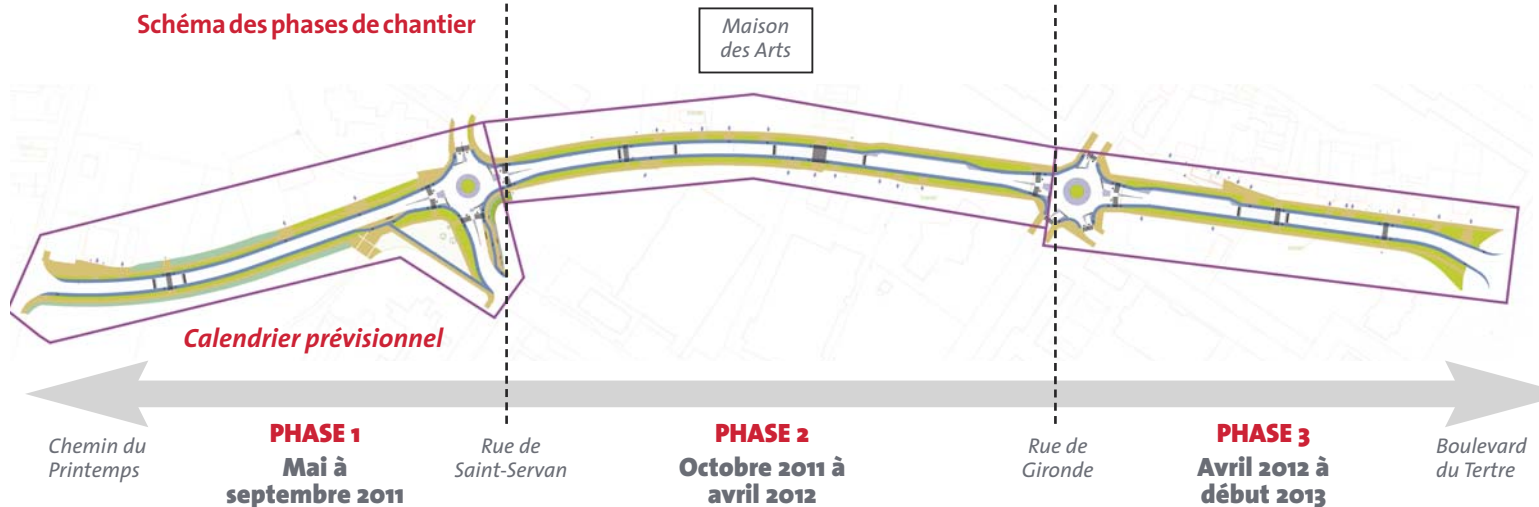 Schéma des phases de chantier
Maison
des Arts
Calendrier prévisionnel
Chemin du
Printemps
PHASE 1
Mai à
septembre 2011
Rue de
Saint-Servan
PHASE 2
Octobre 2011 à
avril 2012
Rue de
Gironde
PHASE 3
Avril 2012 à
début 2013
Boulevard
du Tertre